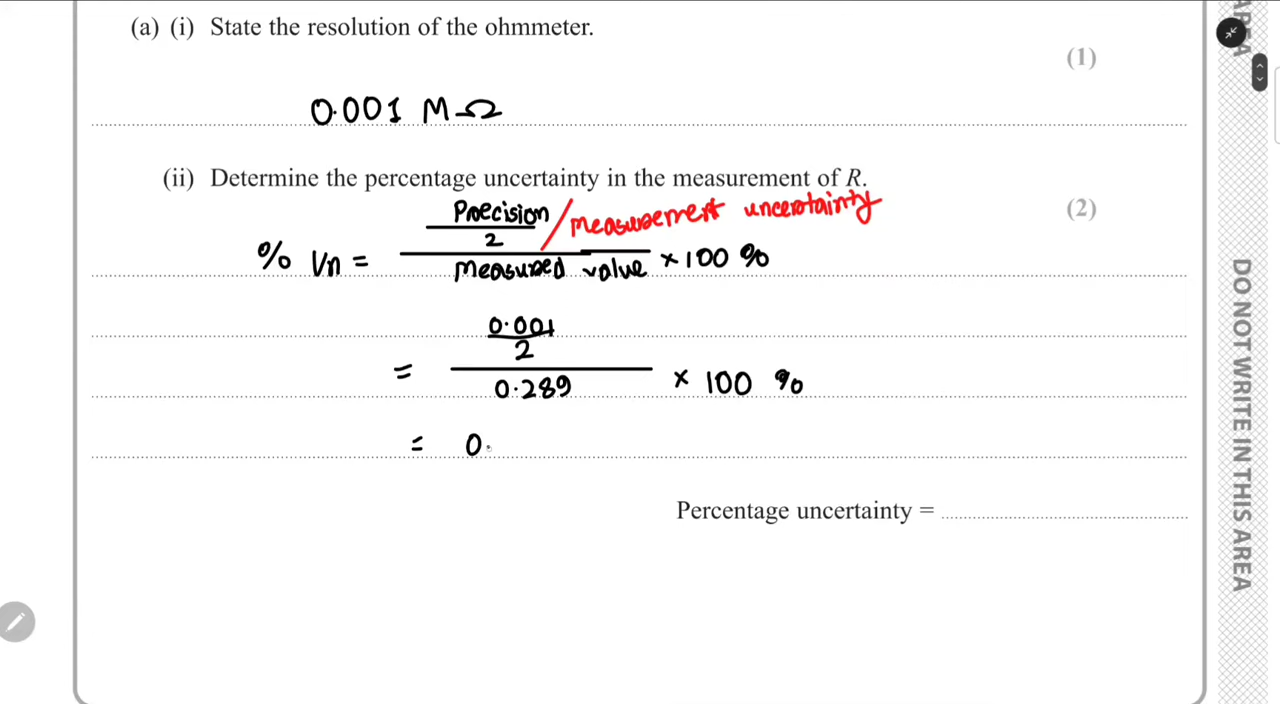 (a) (i) State the resolution of the ohmmeter.
(1)
0.001 MΩ
(ii) Determine the percentage uncertainty in the measurement of R.
(2)
Precision / measurement uncertainty
2
% Un = measured value × 100 %
0.001
2
= 0.289 × 100 %
= 0.
Percentage uncertainty =
AREA
DO NOT WRITE IN THIS AREA